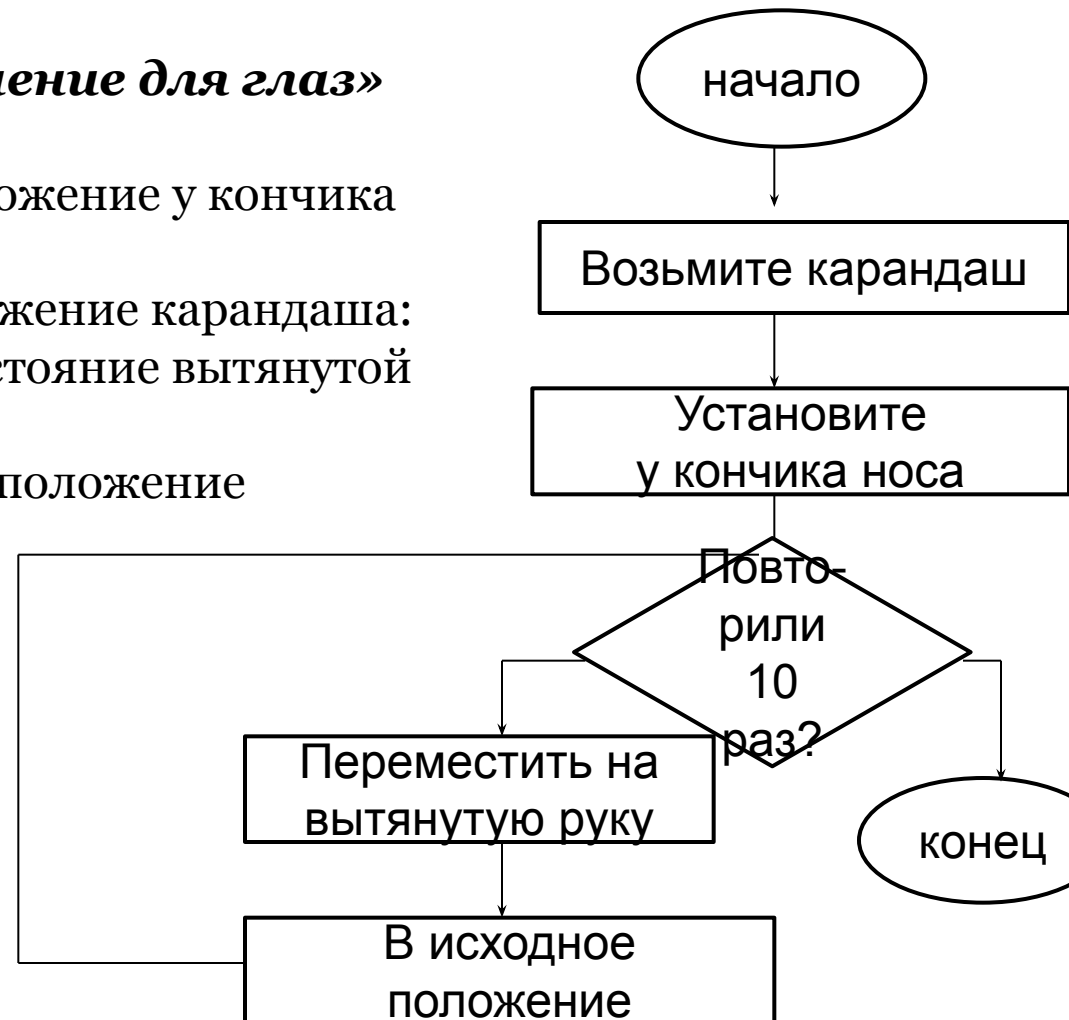 ение для глаз»
ожение у кончика
жение карандаша:
стояние вытянутой
положение
начало
Возьмите карандаш
Установите
у кончика носа
Повто-
рили
10
раз?
Переместить на
вытянутую руку
конец
В исходное
положение